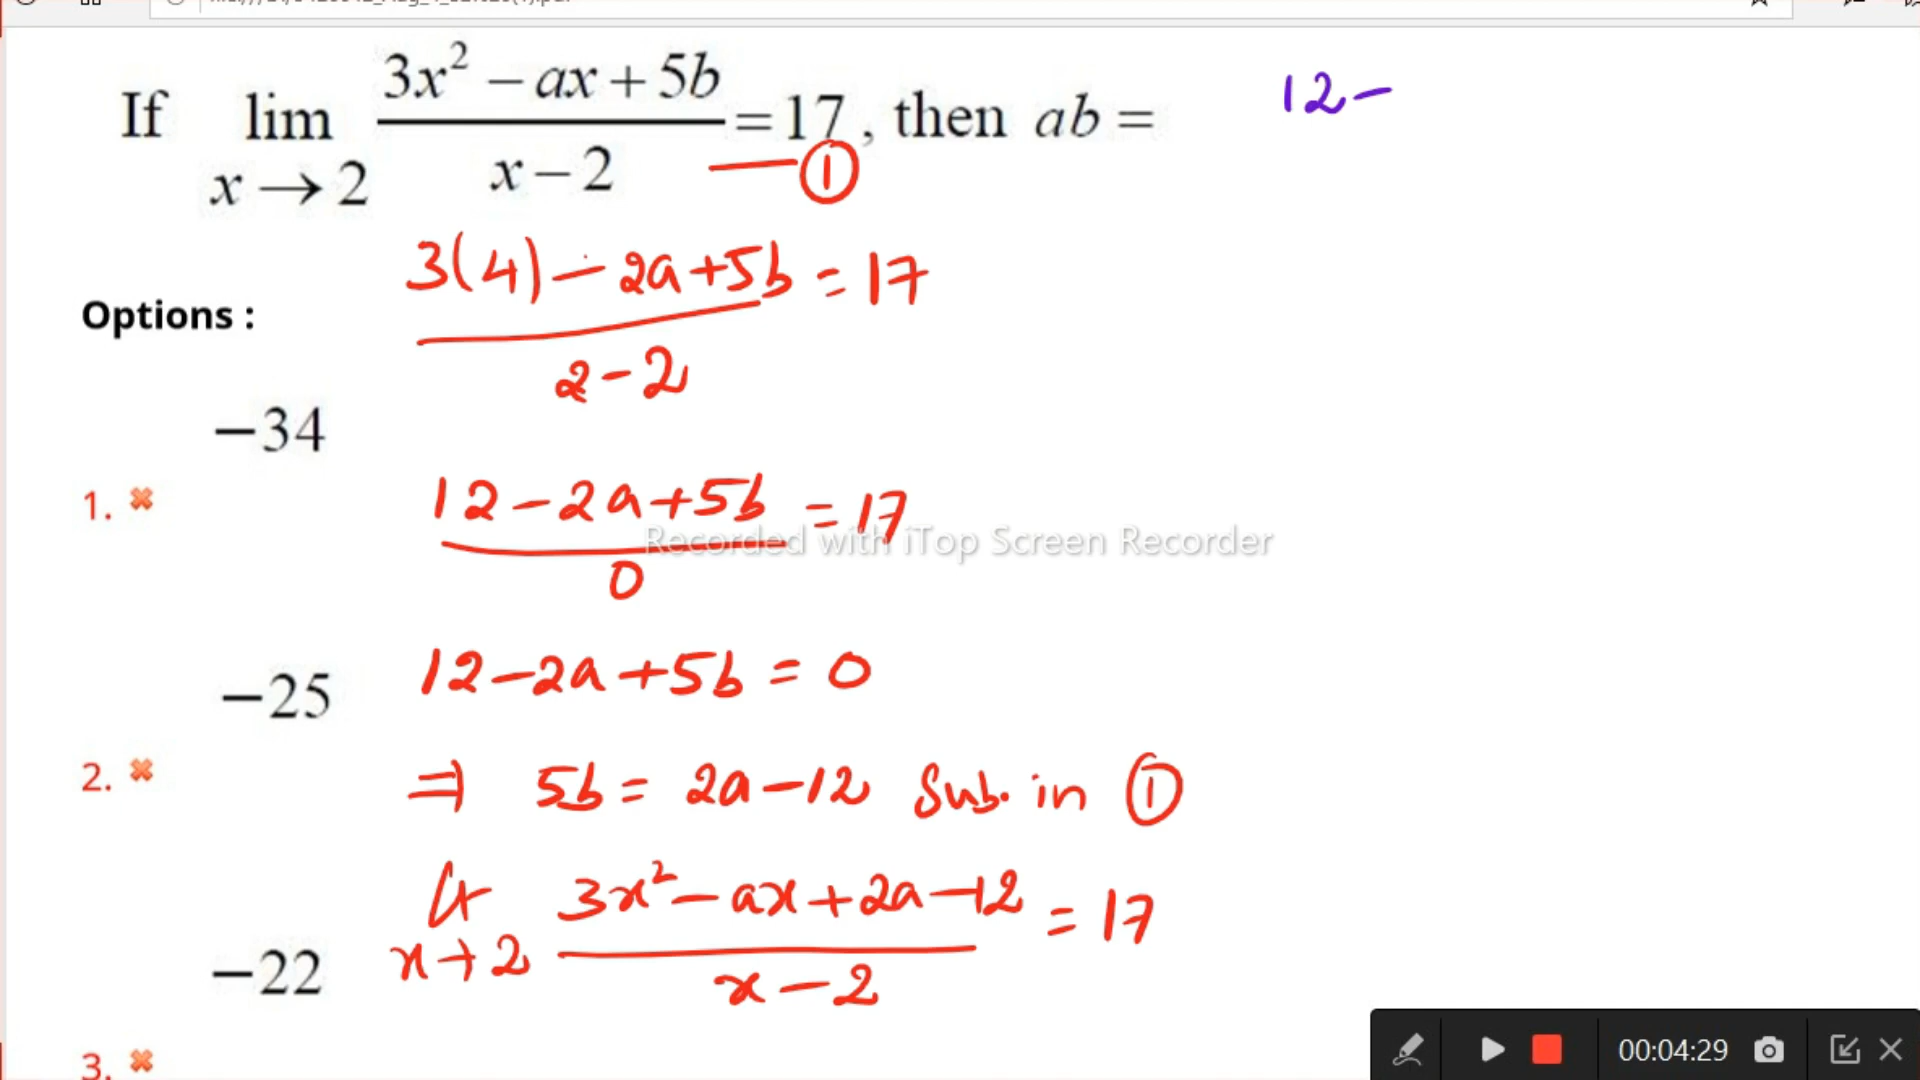 If lim x→2 (3x² − ax + 5b)/(x − 2) = 17, then ab =
12 −
①
3(4) − 2a + 5b = 17
2 − 2
Options :
−34
1.
12 − 2a + 5b = 17
0
Recorded with iTop Screen Recorder
12 − 2a + 5b = 0
−25
2.
⇒ 5b = 2a − 12 Sub. in ①
Lt x→2 (3x² − ax + 2a − 12)/(x − 2) = 17
−22
3.
00:04:29